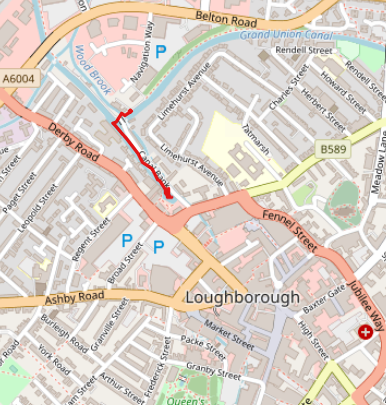 Belton Road
Grand Union Canal
Rendell Street
Navigation Way
Wood Brook
P
A6004
Limehurst Avenue
Charles Street
Howard Street
Rendell Street
Herbert Street
Derby Road
Tatmarsh
B589
Limehurst Avenue
Canal Bank
Meadow Lane
Paget Street
Leopold Street
Regent Street
P
P
Broad Street
Fennel Street
Jubilee Way
Ashby Road
Loughborough
Baxter Gate
High Street
Burleigh Road
Granville Street
Market Street
Packe Street
York Road
Arthur Street
Frederick Street
Granby Street
Road
Queen's